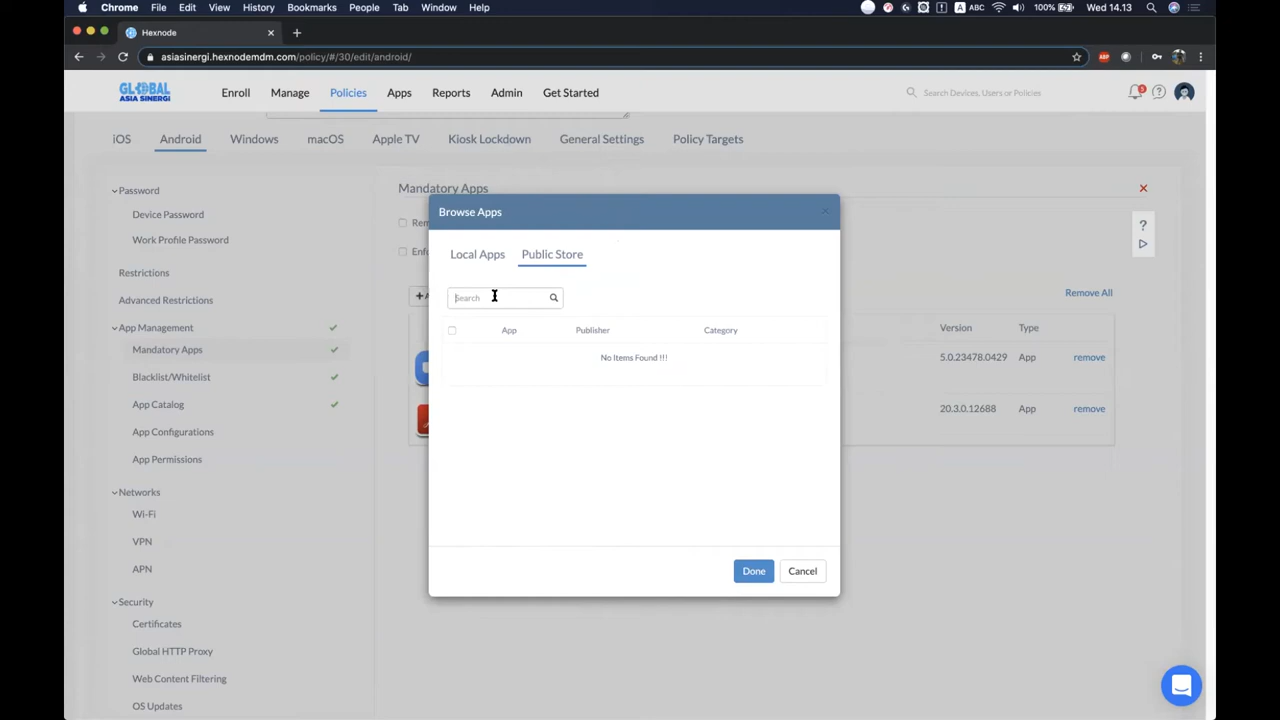 Chrome File Edit View History Bookmarks People Tab Window Help A ABC 100% Wed 14.13
Hexnode
asiasinergi.hexnodemdm.com/policy/#/30/edit/android/
ABP
GLOBAL
ASIA SINERGI
Enroll Manage Policies Apps Reports Admin Get Started
Search Devices, Users or Policies
5
iOS Android Windows macOS Apple TV Kiosk Lockdown General Settings Policy Targets
Password
Device Password
Work Profile Password
Restrictions
Advanced Restrictions
App Management
Mandatory Apps
Blacklist/Whitelist
App Catalog
App Configurations
App Permissions
Networks
Wi-Fi
VPN
APN
Security
Certificates
Global HTTP Proxy
Web Content Filtering
OS Updates
Mandatory Apps
Rem
Enfo
+A
Remove All
Version Type
5.0.23478.0429 App remove
20.3.0.12688 App remove
Browse Apps
Local Apps Public Store
Search
App Publisher Category
No Items Found !!!
Done Cancel
?